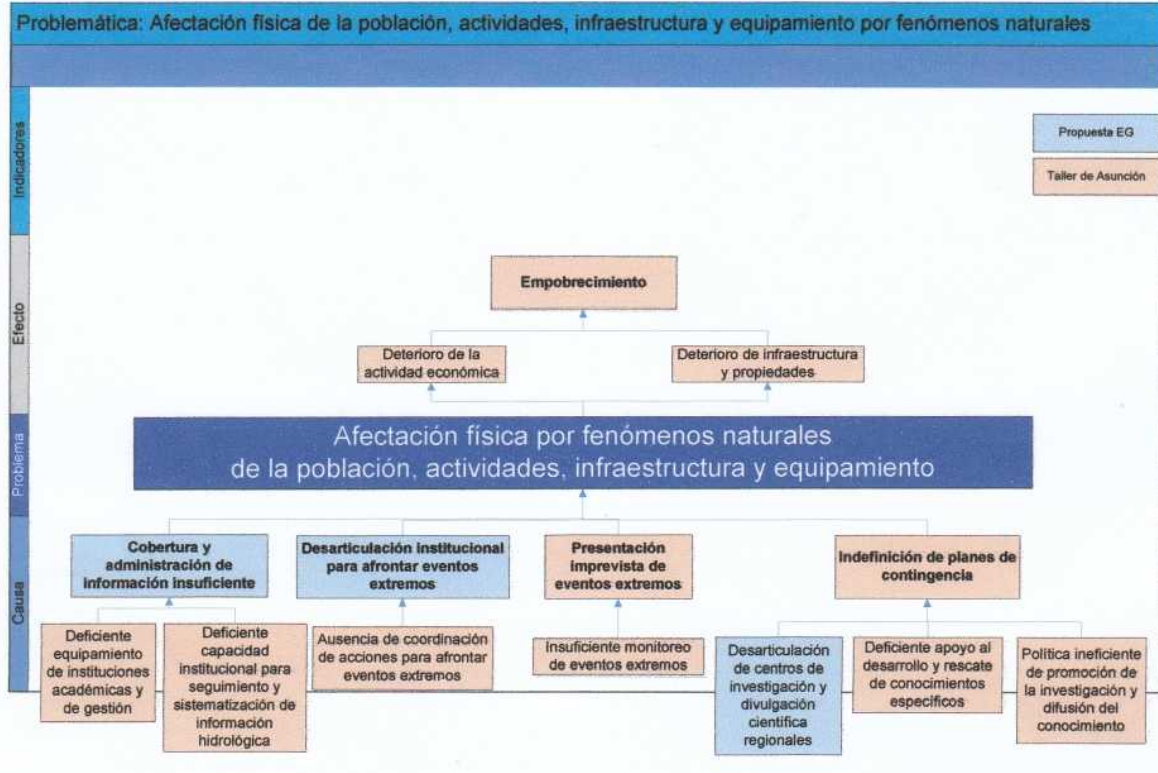 Problemática: Afectación física de la población, actividades, infraestructura y equipamiento por fenómenos naturales
Indicadores
Propuesta EG
Taller de Asunción
Efecto
Empobrecimiento
Deterioro de la
actividad económica
Deterioro de infraestructura
y propiedades
Problema
Afectación física por fenómenos naturales
de la población, actividades, infraestructura y equipamiento
Causa
Cobertura y
administración de
información insuficiente
Desarticulación institucional
para afrontar eventos
extremos
Presentación
imprevista de
eventos extremos
Indefinición de planes de
contingencia
Deficiente
equipamiento
de instituciones
académicas y
de gestión
Deficiente
capacidad
institucional para
seguimiento y
sistematización de
información
hidrológica
Ausencia de coordinación
de acciones para afrontar
eventos extremos
Insuficiente monitoreo
de eventos extremos
Desarticulación
de centros de
investigación y
divulgación
científica
regionales
Deficiente apoyo al
desarrollo y rescate
de conocimientos
específicos
Política ineficiente
de promoción de
la investigación y
difusión del
conocimiento